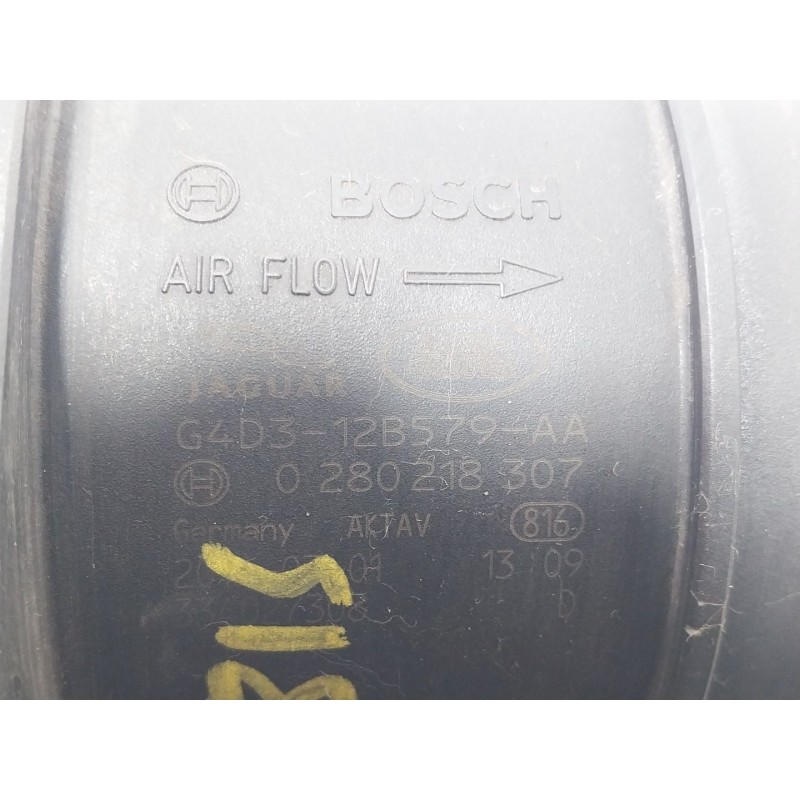 BOSCH
AIR FLOW
JAGUAR
G4D3-12B579-AA
0 280 218 307
Germany AKTAV 816
13:09
D